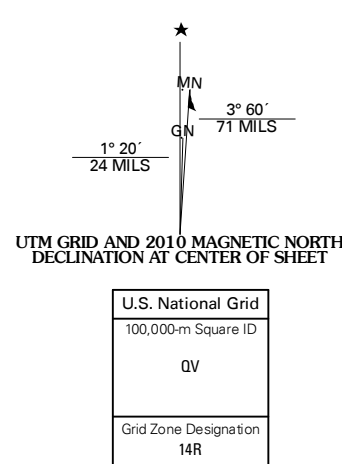 ★
MN
3° 60´
71 MILS
GN
1° 20´
24 MILS
UTM GRID AND 2010 MAGNETIC NORTH
DECLINATION AT CENTER OF SHEET
U.S. National Grid
100,000-m Square ID
QV
Grid Zone Designation
14R